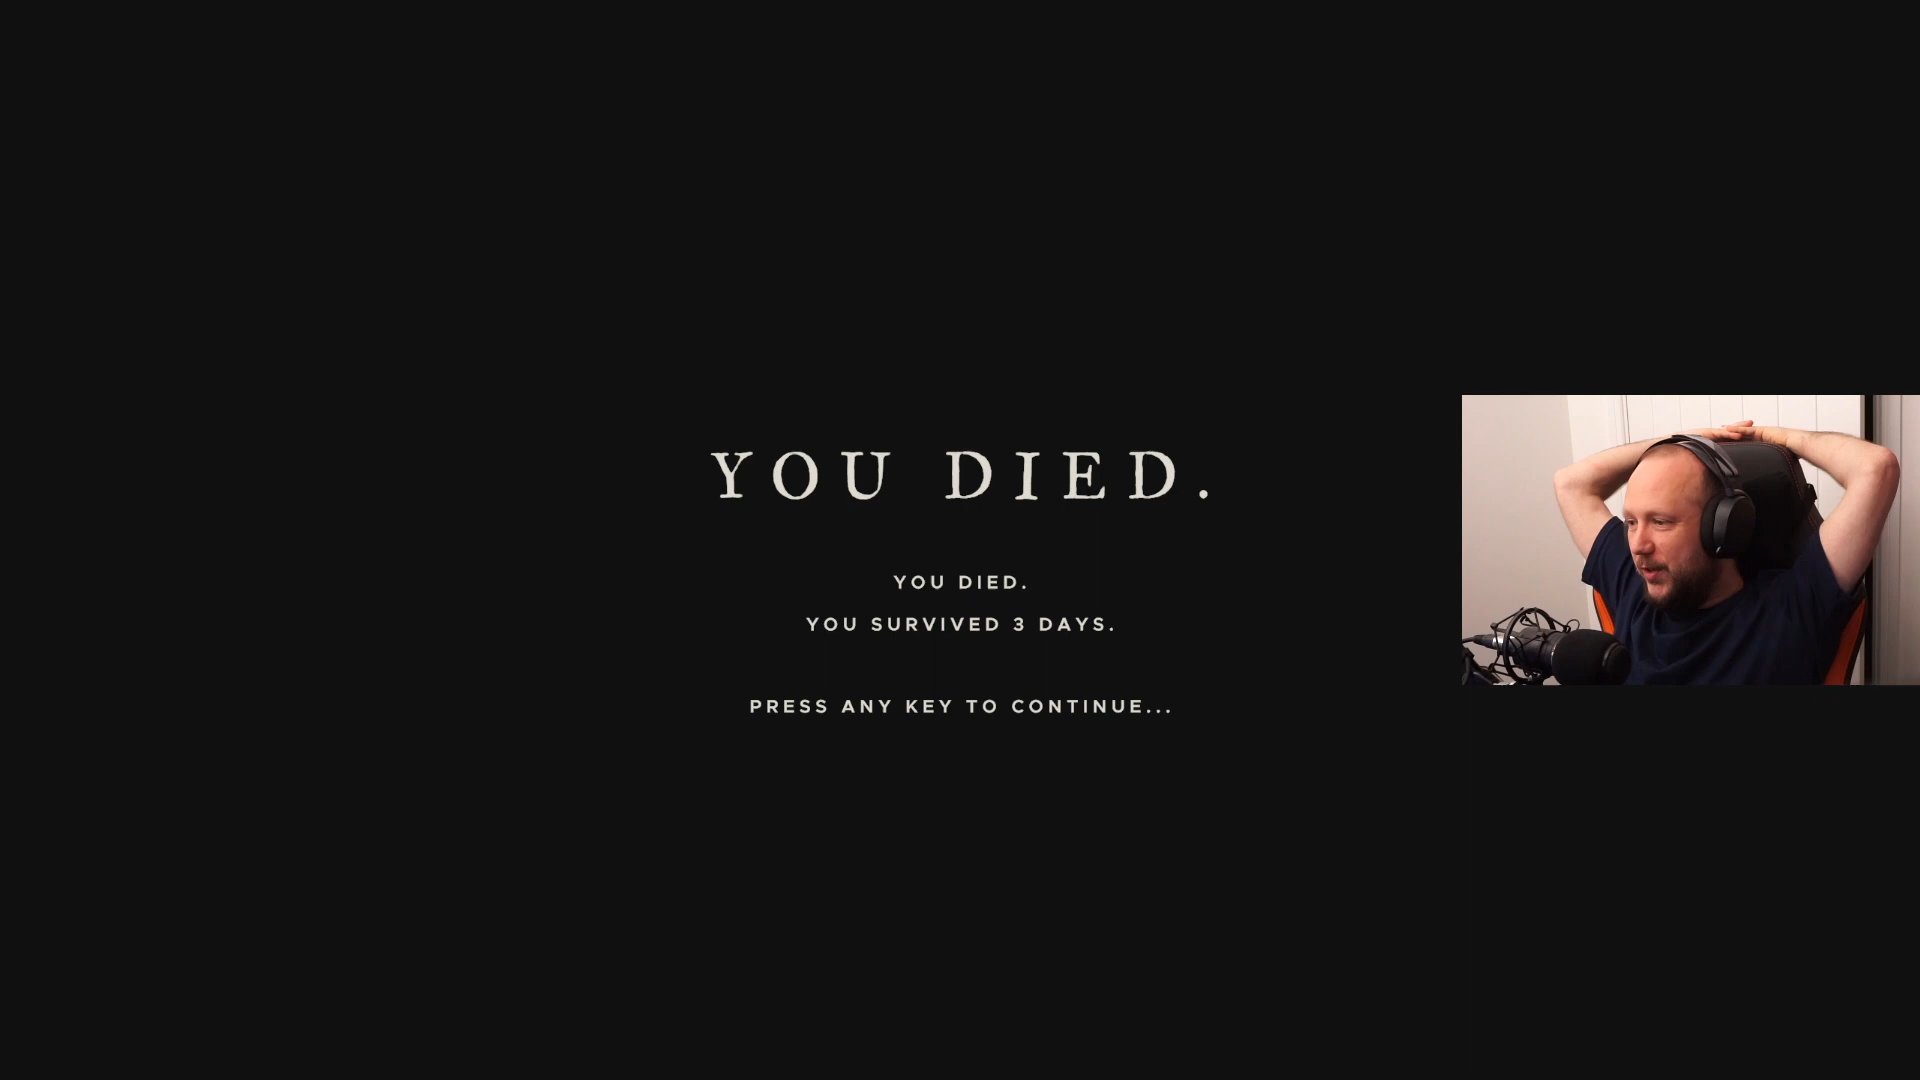 YOU DIED.
YOU DIED.
YOU SURVIVED 3 DAYS.
PRESS ANY KEY TO CONTINUE...